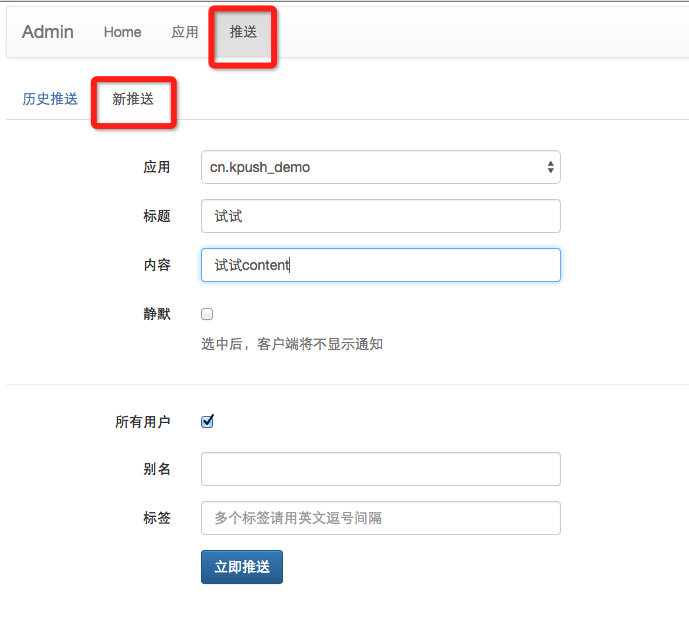 Admin Home 应用 推送
历史推送 新推送
应用 cn.kpush_demo
标题 试试
内容 试试content
静默
选中后，客户端将不显示通知
所有用户
别名
标签 多个标签请用英文逗号间隔
立即推送